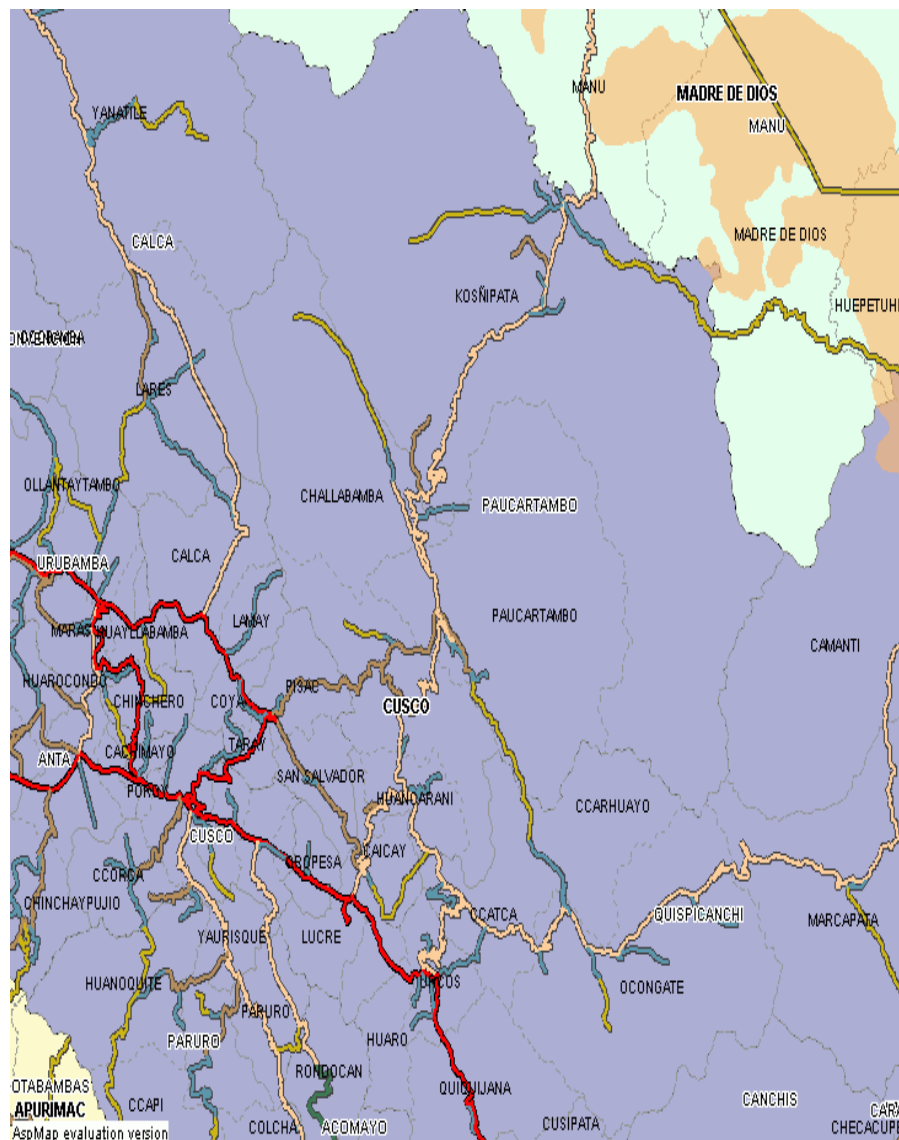 MANU
MADRE DE DIOS
MANU
YANATILE
MADRE DE DIOS
CALCA
KOSÑIPATA
HUEPETUHE
LARES
OLLANTAYTAMBO
CHALLABAMBA
PAUCARTAMBO
CALCA
URUBAMBA
PAUCARTAMBO
LAMAY
MARAS
HUAYLLABAMBA
CAMANTI
HUAROCONDO
PISAC
CHINCHERO
COYA
CUSCO
TARAY
CACHIMAYO
ANTA
SAN SALVADOR
POROY
HUANCARANI
CCARHUAYO
CUSCO
CAICAY
OROPESA
CCORCA
CHINCHAYPUJIO
CCATCA
QUISPICANCHI
MARCAPATA
YAURISQUE
LUCRE
HUANOQUITE
URCOS
OCONGATE
PARURO
PARURO
HUARO
RONDOCAN
OTABAMBAS
QUIQUIJANA
APURIMAC
CCAPI
CANCHIS
COLCHA
ACOMAYO
CUSIPATA
CHECACUPE
AspMap evaluation version